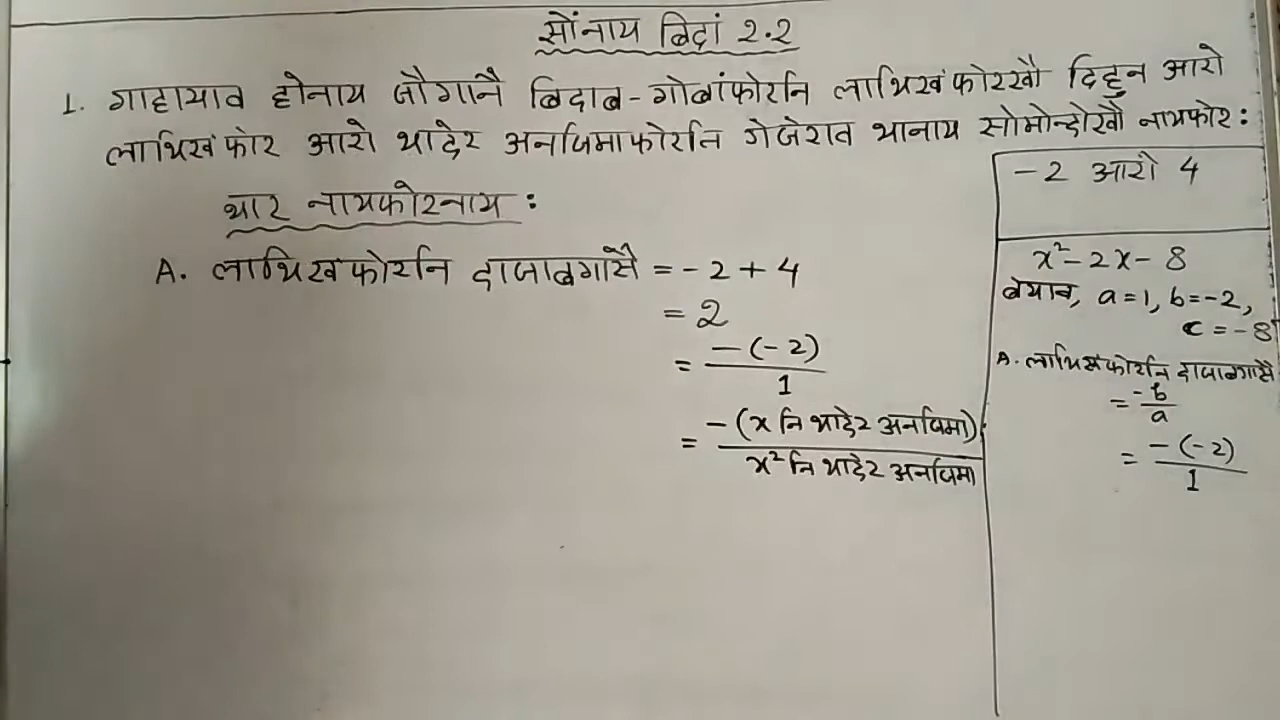 सोंनाय बिदां 2.2
1. गाहायाव होनाय जौगानै बिदाब-गोबांफोरनि लाथिखंफोरखौ दिहुन आरो
लाथिखंफोर आरो थादेर अनजिमाफोरनि गेजेराव थानाय सोमोन्दोखौ नायफोर:
थार नायफोरनाय :
A. लाथिखंफोरनि दाजाबगासै = -2 + 4
= 2
= -(-2) / 1
= -(x नि थादेर अनजिमा) / x² नि थादेर अनजिमा
-2 आरो 4
x²-2x-8
बेयाव, a=1, b=-2,
c = -8
A. लाथिखंफोरनि दाजाबगासै
= -b / a
= -(-2) / 1